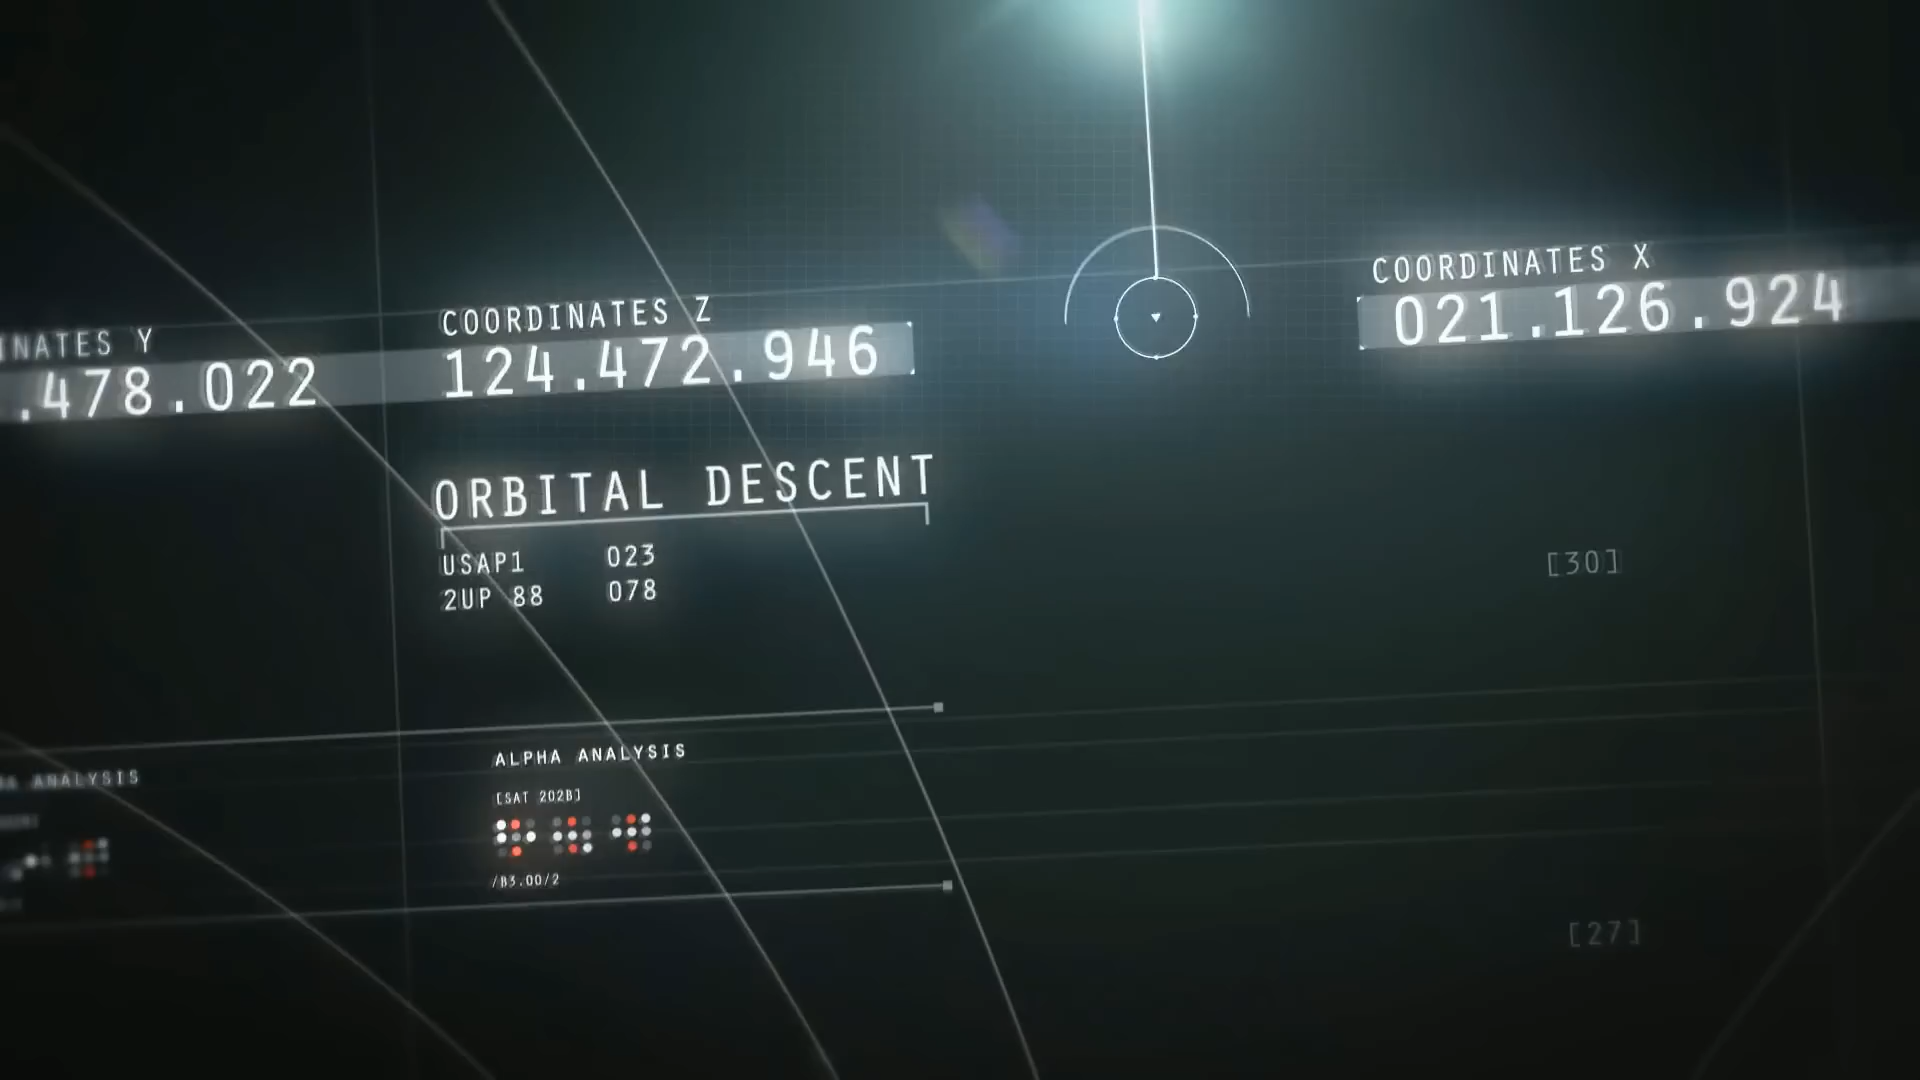 COORDINATES X
021.126.924
COORDINATES Z
124.472.946
INATES Y
.478.022
ORBITAL DESCENT
USAP1 023
2UP 88 078
[30]
ALPHA ANALYSIS
[SAT 202B]
/B3.00/2
ANALYSIS
[27]